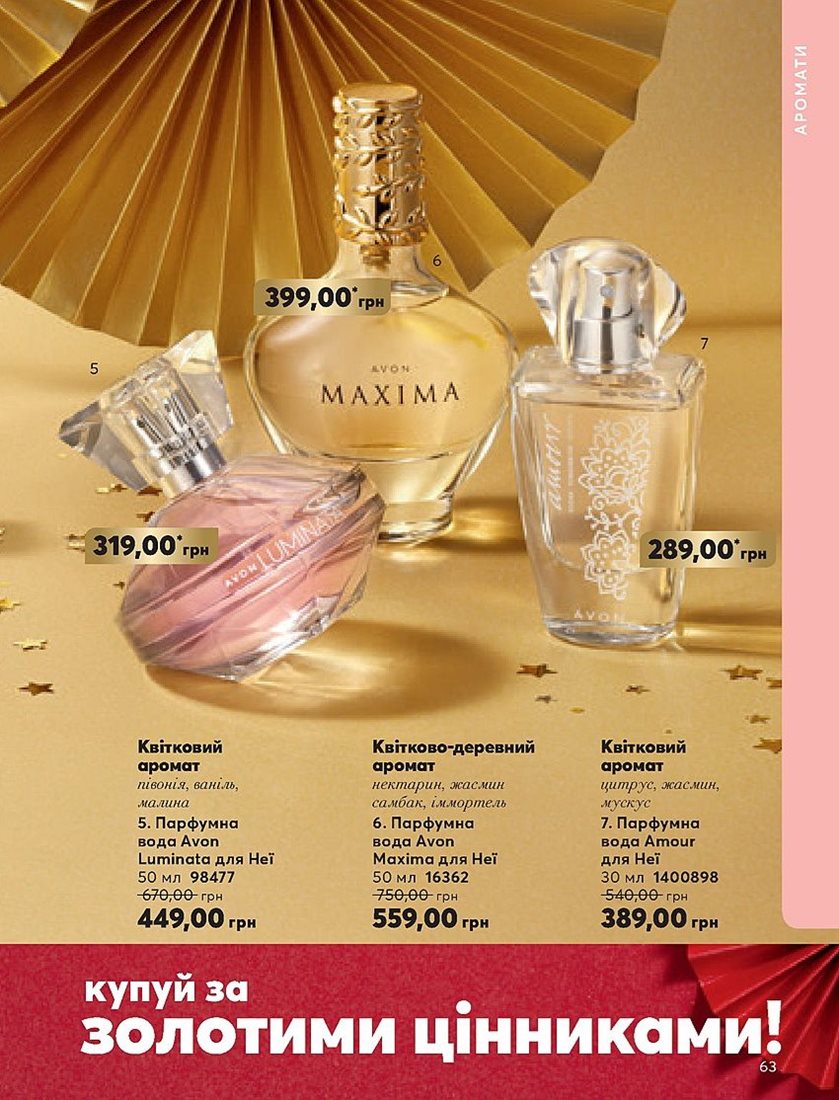 АРОМАТИ
6
399,00* грн
7
5
AVON
MAXIMA
amour
319,00* грн
AVON LUMINATA
289,00* грн
AVON
Квітковий
аромат
півонія, ваніль,
малина
5. Парфумна
вода Avon
Luminata для Неї
50 мл 98477
670,00 грн
449,00 грн
Квітково-деревний
аромат
нектарин, жасмин
самбак, іммортель
6. Парфумна
вода Avon
Maxima для Неї
50 мл 16362
750,00 грн
559,00 грн
Квітковий
аромат
цитрус, жасмин,
мускус
7. Парфумна
вода Amour
для Неї
30 мл 1400898
540,00 грн
389,00 грн
купуй за
золотими цінниками!
63